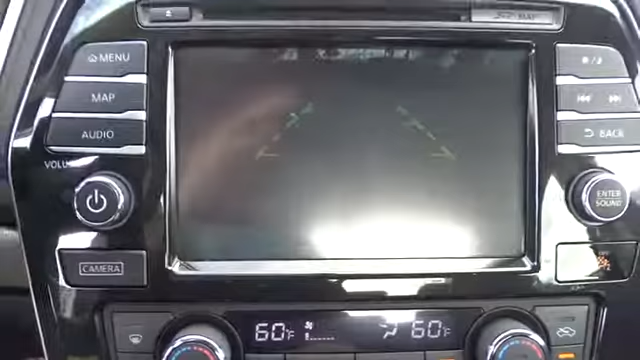 MENU
MAP
AUDIO
VOL
CAMERA
BACK
ENTER
SOUND
60°F
60°F